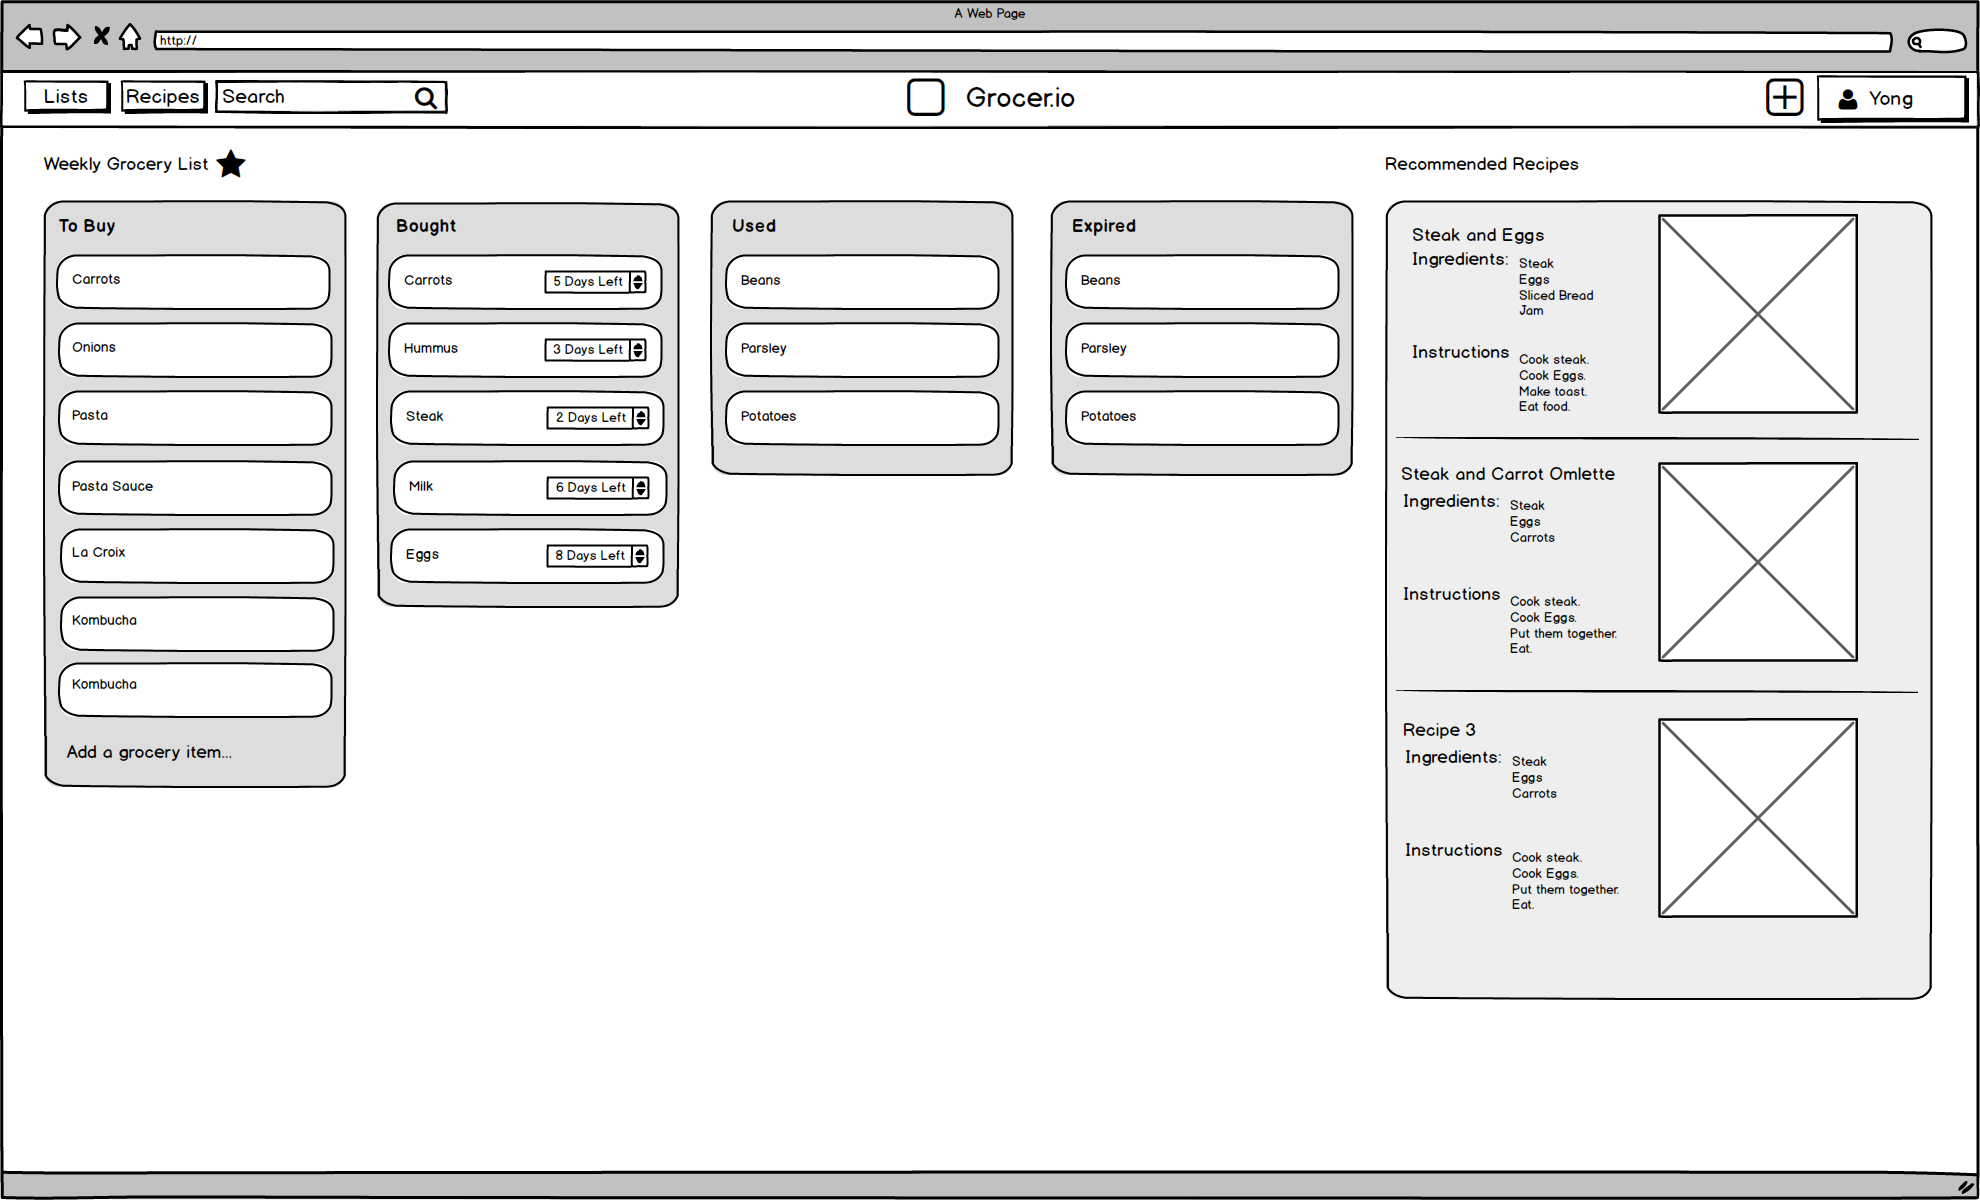 A Web Page
http://
Lists
Recipes
Search
Grocer.io
Yong
Weekly Grocery List
To Buy
Carrots
Onions
Pasta
Pasta Sauce
La Croix
Kombucha
Kombucha
Add a grocery item...
Bought
Carrots 5 Days Left
Hummus 3 Days Left
Steak 2 Days Left
Milk 6 Days Left
Eggs 8 Days Left
Used
Beans
Parsley
Potatoes
Expired
Beans
Parsley
Potatoes
Recommended Recipes
Steak and Eggs
Ingredients:
Steak
Eggs
Sliced Bread
Jam
Instructions
Cook steak.
Cook Eggs.
Make toast.
Eat food.
Steak and Carrot Omlette
Ingredients:
Steak
Eggs
Carrots
Instructions
Cook steak.
Cook Eggs.
Put them together.
Eat.
Recipe 3
Ingredients:
Steak
Eggs
Carrots
Instructions
Cook steak.
Cook Eggs.
Put them together.
Eat.